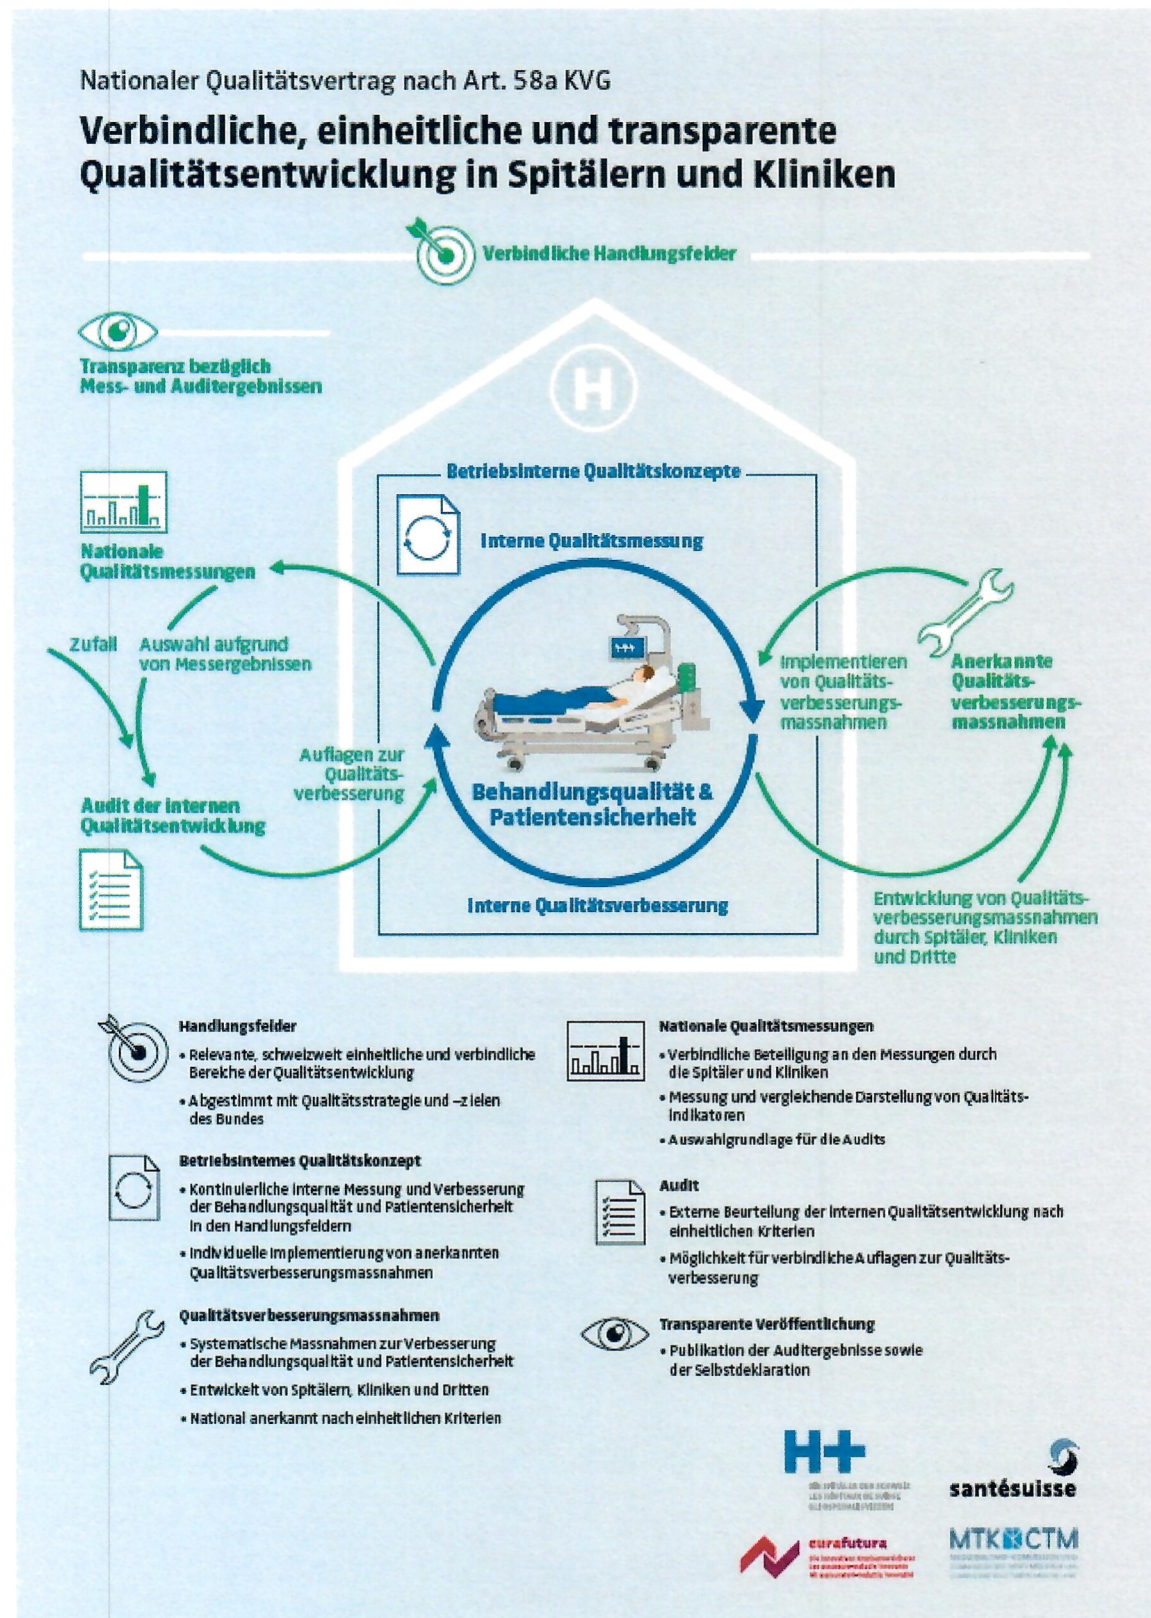 Nationaler Qualitätsvertrag nach Art. 58a KVG
Verbindliche, einheitliche und transparente
Qualitätsentwicklung in Spitälern und Kliniken
Verbindliche Handlungsfelder
Transparenz bezüglich
Mess- und Auditergebnissen
H
Betriebsinterne Qualitätskonzepte
Interne Qualitätsmessung
Nationale
Qualitätsmessungen
Zufall
Auswahl aufgrund
von Messergebnissen
Implementieren
von Qualitäts-
verbesserungs-
massnahmen
Anerkannte
Qualitäts-
verbesserungs-
massnahmen
Auflagen zur
Qualitäts-
verbesserung
Audit der internen
Qualitätsentwicklung
Behandlungsqualität &
Patientensicherheit
Interne Qualitätsverbesserung
Entwicklung von Qualitäts-
verbesserungsmassnahmen
durch Spitäler, Kliniken
und Dritte
Handlungsfelder
• Relevante, schweizweit einheitliche und verbindliche
Bereiche der Qualitätsentwicklung
• Abgestimmt mit Qualitätsstrategie und –zielen
des Bundes
Betriebsinternes Qualitätskonzept
• Kontinuierliche interne Messung und Verbesserung
der Behandlungsqualität und Patientensicherheit
in den Handlungsfeldern
• Individuelle Implementierung von anerkannten
Qualitätsverbesserungsmassnahmen
Qualitätsverbesserungsmassnahmen
• Systematische Massnahmen zur Verbesserung
der Behandlungsqualität und Patientensicherheit
• Entwickelt von Spitälern, Kliniken und Dritten
• National anerkannt nach einheitlichen Kriterien
Nationale Qualitätsmessungen
• Verbindliche Beteiligung an den Messungen durch
die Spitäler und Kliniken
• Messung und vergleichende Darstellung von Qualitäts-
indikatoren
• Auswahlgrundlage für die Audits
Audit
• Externe Beurteilung der internen Qualitätsentwicklung nach
einheitlichen Kriterien
• Möglichkeit für verbindliche Auflagen zur Qualitäts-
verbesserung
Transparente Veröffentlichung
• Publikation der Auditergebnisse sowie
der Selbstdeklaration
H+
santésuisse
curafutura
MTK CTM